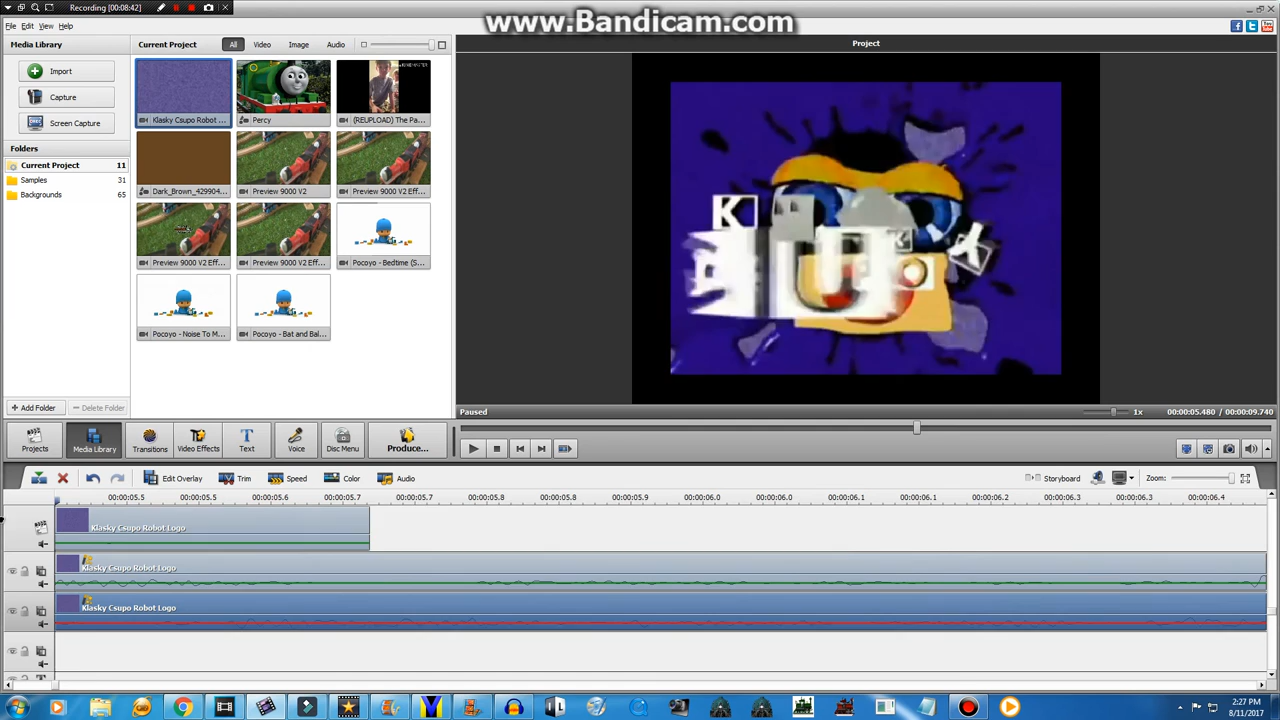 Recording [00:08:42]
www.Bandicam.com
File Edit View Help
Media Library
Current Project
All Video Image Audio
Project
Import
Capture
Screen Capture
Klasky Csupo Robot ...
Percy
(REUPLOAD) The Pa...
Folders
Current Project 11
Samples 31
Backgrounds 65
Dark_Brown_429904...
Preview 9000 V2
Preview 9000 V2 Eff...
Preview 9000 V2 Eff...
Preview 9000 V2 Eff...
Pocoyo - Bedtime (S...
Pocoyo - Noise To M...
Pocoyo - Bat and Bal...
Add Folder
Delete Folder
Paused
1x
00:00:05.480 / 00:00:09.740
Projects
Media Library
Transitions
Video Effects
Text
Voice
Disc Menu
Produce...
Edit Overlay
Trim
Speed
Color
Audio
Storyboard
Zoom:
00:00:05.5 00:00:05.5 00:00:05.6 00:00:05.7 00:00:05.7 00:00:05.8 00:00:05.8 00:00:05.9 00:00:06.0 00:00:06.0 00:00:06.1 00:00:06.1 00:00:06.2 00:00:06.3 00:00:06.3 00:00:06.4
Klasky Csupo Robot Logo
Klasky Csupo Robot Logo
Klasky Csupo Robot Logo
2:27 PM
8/11/2017